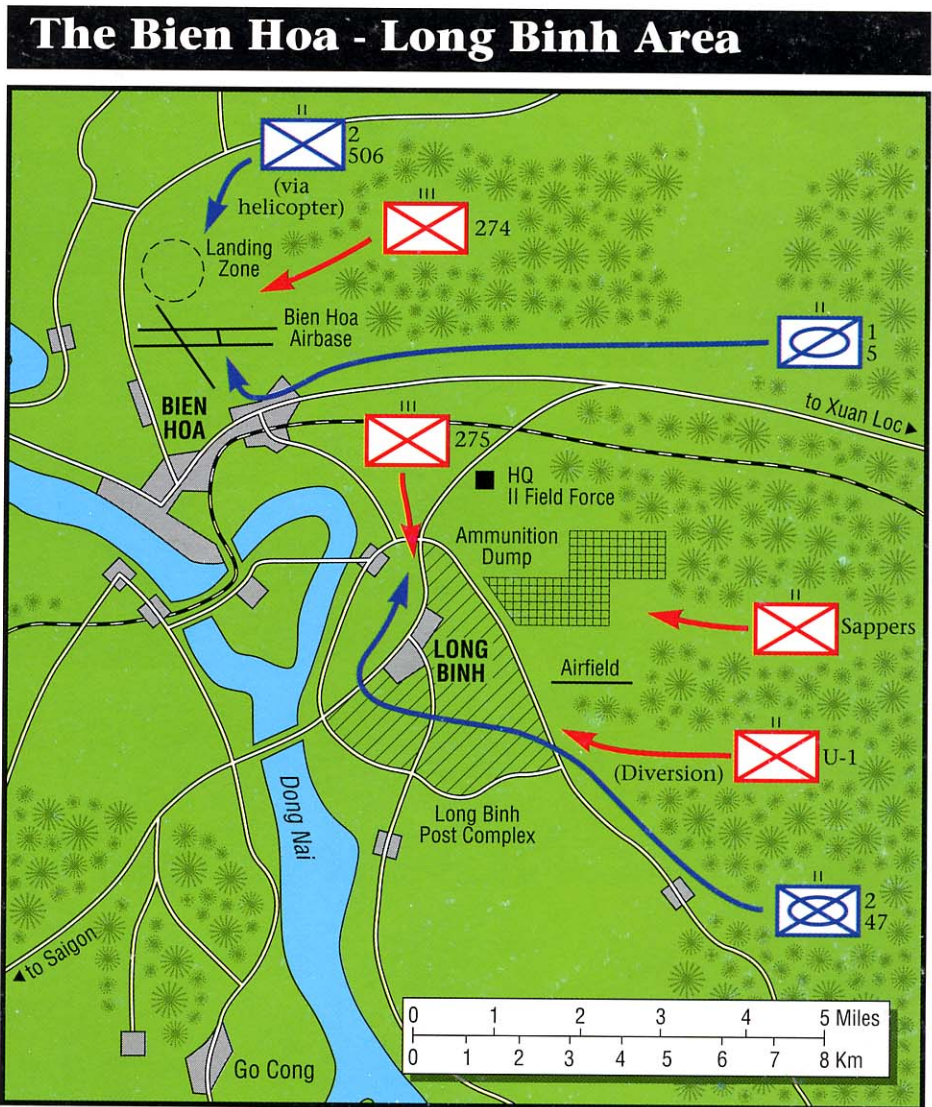 The Bien Hoa - Long Binh Area
II
2
506
(via
helicopter)
III
274
Landing
Zone
Bien Hoa
Airbase
II
1
5
to Xuan Loc
BIEN
HOA
III
275
HQ
II Field Force
Ammunition
Dump
II
Sappers
LONG
BINH
Airfield
II
U-1
(Diversion)
Dong Nai
Long Binh
Post Complex
II
2
47
to Saigon
Go Cong
0 1 2 3 4 5 Miles
0 1 2 3 4 5 6 7 8 Km